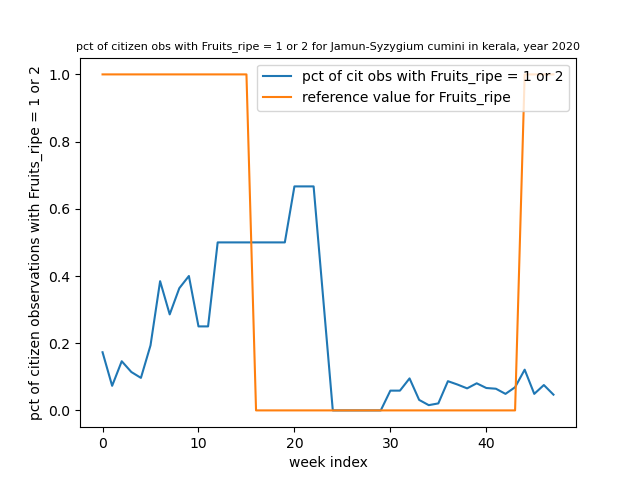 pct of citizen obs with Fruits_ripe = 1 or 2 for Jamun-Syzygium cumini in kerala, year 2020
pct of cit obs with Fruits_ripe = 1 or 2
reference value for Fruits_ripe
pct of citizen observations with Fruits_ripe = 1 or 2
1.0
0.8
0.6
0.4
0.2
0.0
0 10 20 30 40
week index